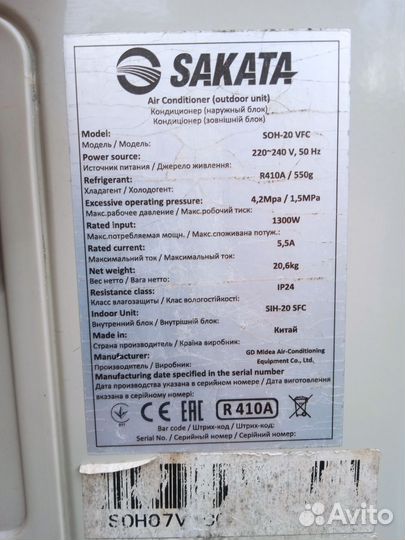 SAKATA
Air Conditioner (outdoor unit)
Кондиционер (наружный блок)
Кондиціонер (зовнішній блок)
Model: SOH-20 VFC
Модель / Модель:
Power source: 220~240 V, 50 Hz
Источник питания / Джерело живлення:
Refrigerant: R410A / 550g
Хладагент / Холодогент:
Excessive operating pressure: 4,2Mpa / 1,5MPa
Макс.рабочее давление / Макс.робочий тиск:
Rated input: 1300W
Макс.потребляемая мощн. / Макс.споживана потуж.:
Rated current: 5,5A
Максимальный ток / Максимальный ток:
Net weight: 20,6kg
Вес нетто / Вага нетто:
Resistance class: IP24
Класс влагозащиты / Клас вологостійкості:
Indoor Unit: SIH-20 SFC
Внутренний блок / Внутрішній блок:
Made in: Китай
Страна производитель / Країна виробник:
Manufacturer: GD Midea Air-Conditioning
Equipment Co., Ltd.
Производитель / Виробник:
Manufacturing date specified in the serial number
Дата производства указана в серийном номере / Дата виготовлення
вказана в серійному номері:
CE EAC R 410A
Bar code / Штрих-код / Штрих-код:
Serial No. / Серийный номер / Серійний номер:
SOH07V
Avito